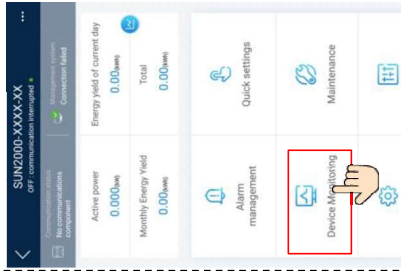 SUN2000-XXXX-XX
OFF : communication interrupted
Communication status
No communications
component
Management system
Connection failed
Active power
0.000(kW)
Energy yield of current day
0.00(kWh)
Monthly Energy Yield
0.00(kWh)
Total
0.00(kWh)
Alarm
management
Quick settings
Device Monitoring
Maintenance